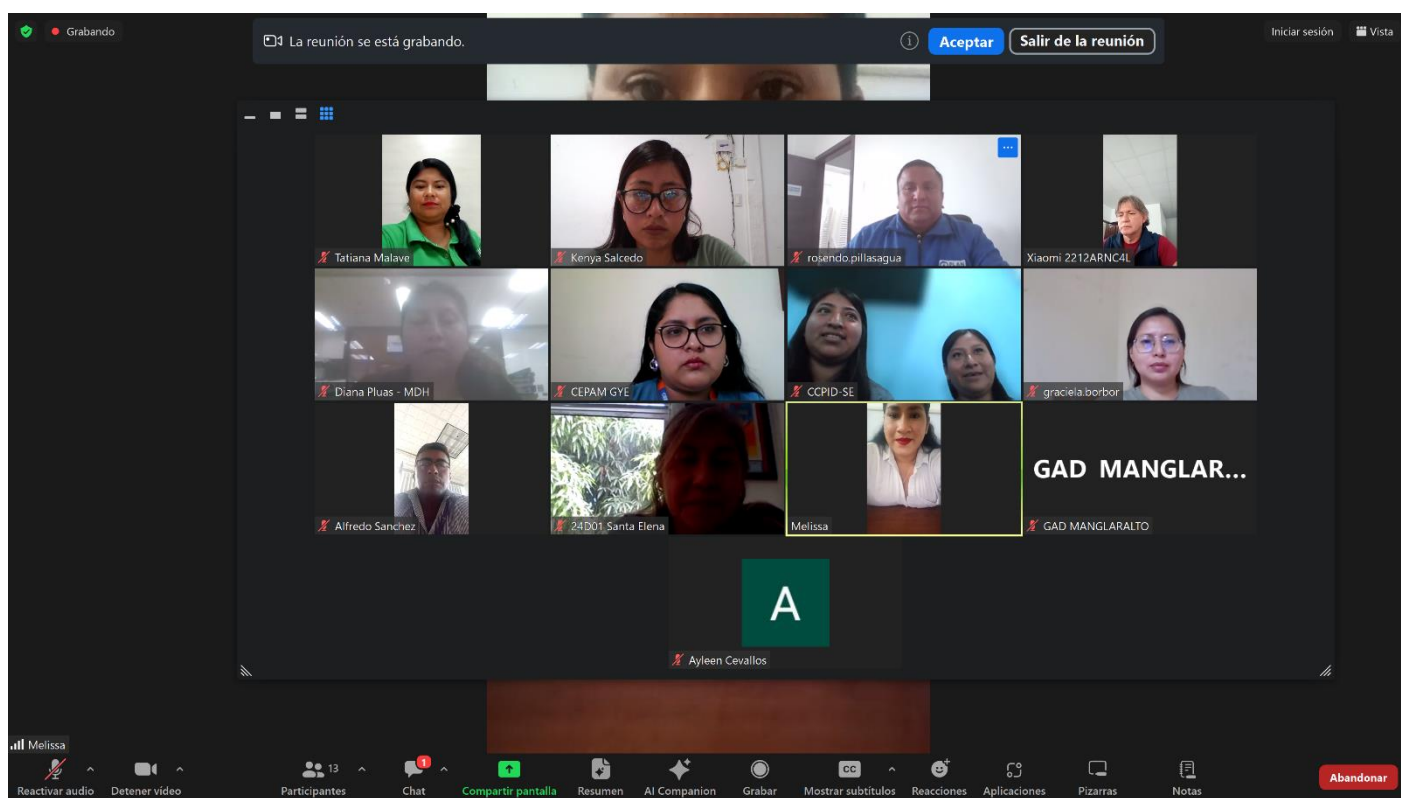 Grabando
La reunión se está grabando.
Aceptar
Salir de la reunión
Iniciar sesión
Vista
Tatiana Malave
Kenya Salcedo
rosendo.pillasagua
Xiaomi 2212ARNC4L
Diana Pluas - MDH
CEPAM GYE
CCPID-SE
graciela.borbor
Alfredo Sanchez
24D01 Santa Elena
Melissa
GAD MANGLAR...
GAD MANGLARALTO
A
Ayleen Cevallos
Melissa
Reactivar audio
Detener vídeo
13
Participantes
1
Chat
Compartir pantalla
Resumen
AI Companion
Grabar
CC
Mostrar subtítulos
Reacciones
Aplicaciones
Pizarras
Notas
Abandonar